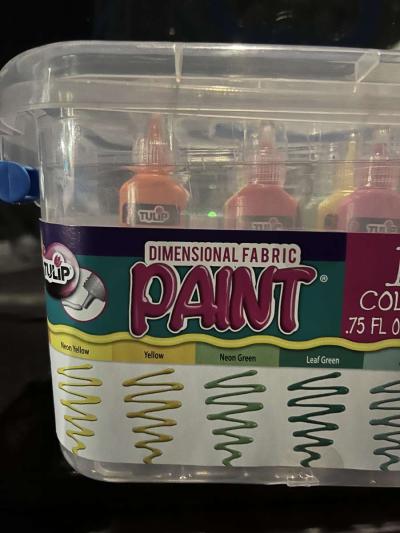 TULIP
TULIP
TULIP
TULIP
DIMENSIONAL FABRIC
PAINT®
COL
.75 FL O
Neon Yellow
Yellow
Neon Green
Leaf Green